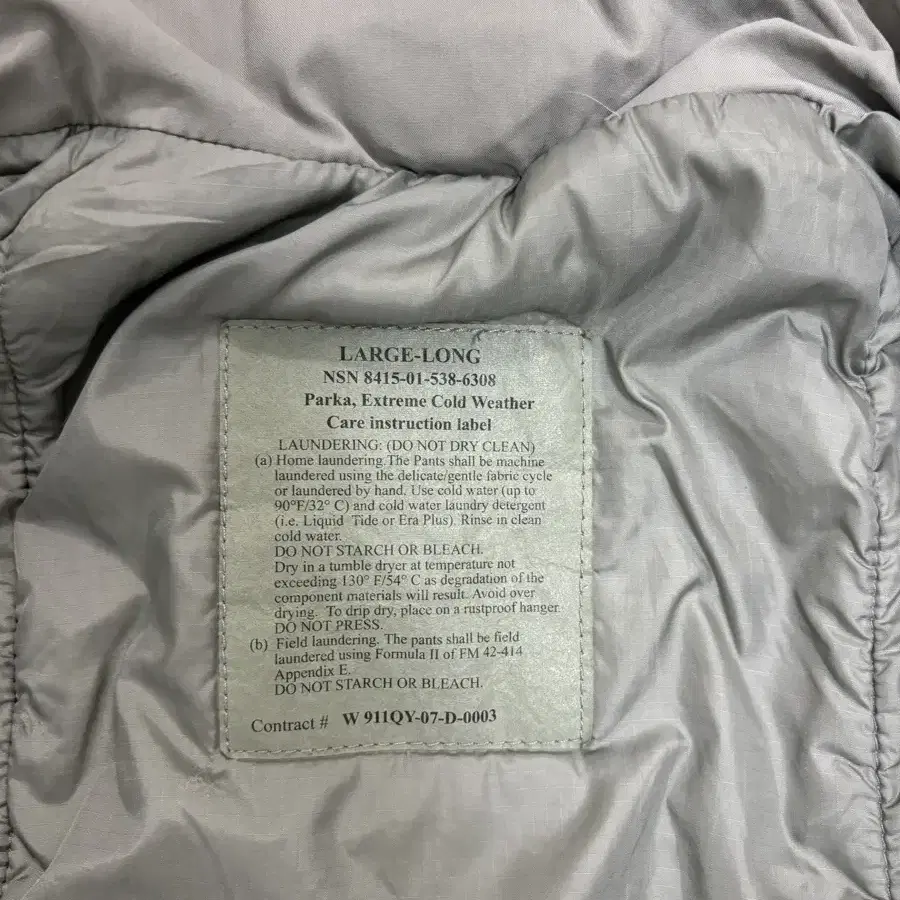 LARGE-LONG
NSN 8415-01-538-6308
Parka, Extreme Cold Weather
Care instruction label
LAUNDERING: (DO NOT DRY CLEAN)
(a) Home laundering.The Pants shall be machine
laundered using the delicate/gentle fabric cycle
or laundered by hand. Use cold water (up to
90°F/32° C) and cold water laundry detergent
(i.e. Liquid Tide or Era Plus). Rinse in clean
cold water.
DO NOT STARCH OR BLEACH.
Dry in a tumble dryer at temperature not
exceeding 130° F/54° C as degradation of the
component materials will result. Avoid over
drying. To drip dry, place on a rustproof hanger.
DO NOT PRESS.
(b) Field laundering. The pants shall be field
laundered using Formula II of FM 42-414
Appendix E.
DO NOT STARCH OR BLEACH.
Contract # W 911QY-07-D-0003